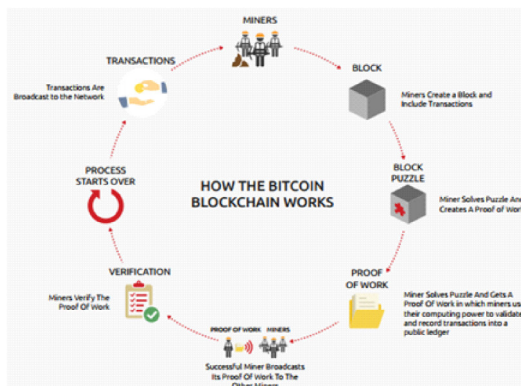 MINERS
TRANSACTIONS
Transactions Are
Broadcast to the Network
BLOCK
Miners Create a Block and
Include Transactions
BLOCK
PUZZLE
Miner Solves Puzzle And
Creates A Proof of Work
PROCESS
STARTS OVER
HOW THE BITCOIN
BLOCKCHAIN WORKS
PROOF
OF WORK
Miner Solves Puzzle And Gets A
Proof Of Work in which miners us
their computing power to validate
and record transactions into a
public ledger
VERIFICATION
Miners Verify The
Proof Of Work
PROOF OF WORK
MINERS
Successful Miner Broadcasts
Its Proof Of Work To The
Other Miners